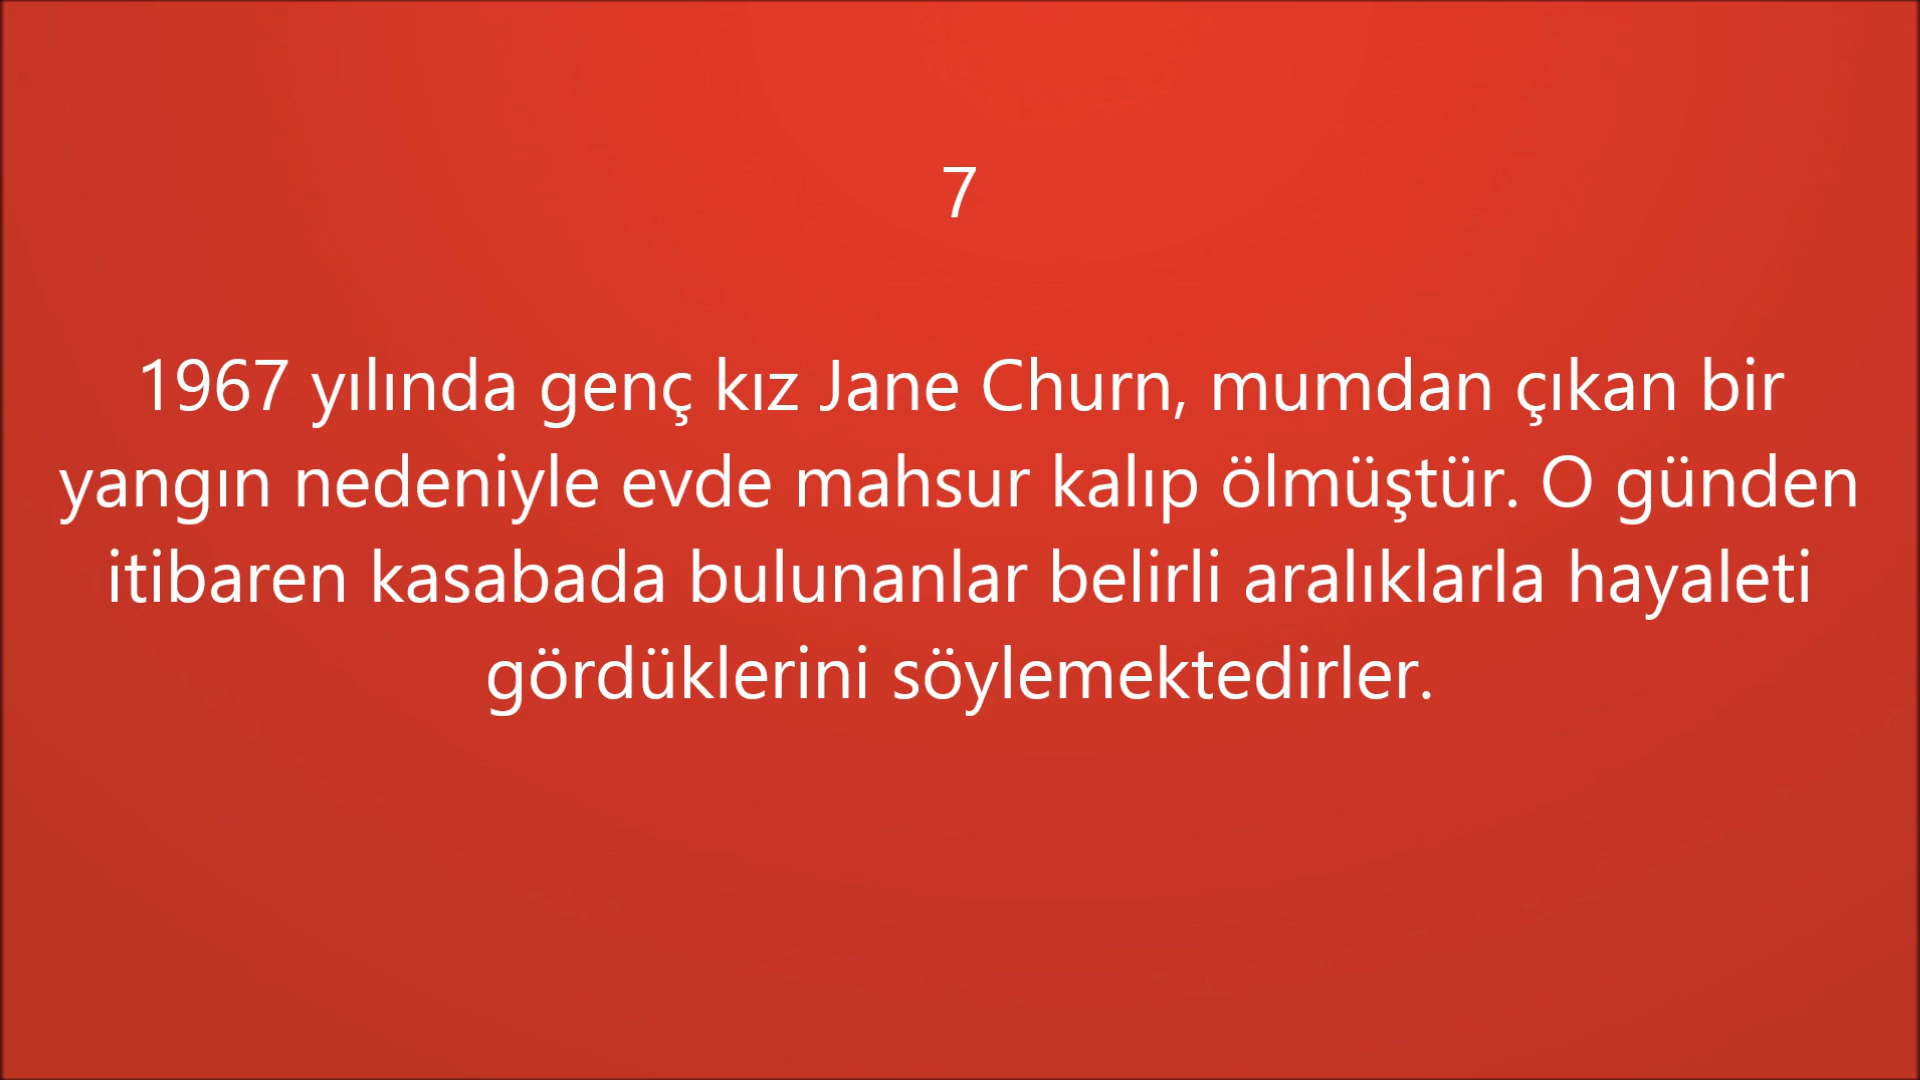 7
1967 yılında genç kız Jane Churn, mumdan çıkan bir
yangın nedeniyle evde mahsur kalıp ölmüştür. O günden
itibaren kasabada bulunanlar belirli aralıklarla hayaleti
gördüklerini söylemektedirler.